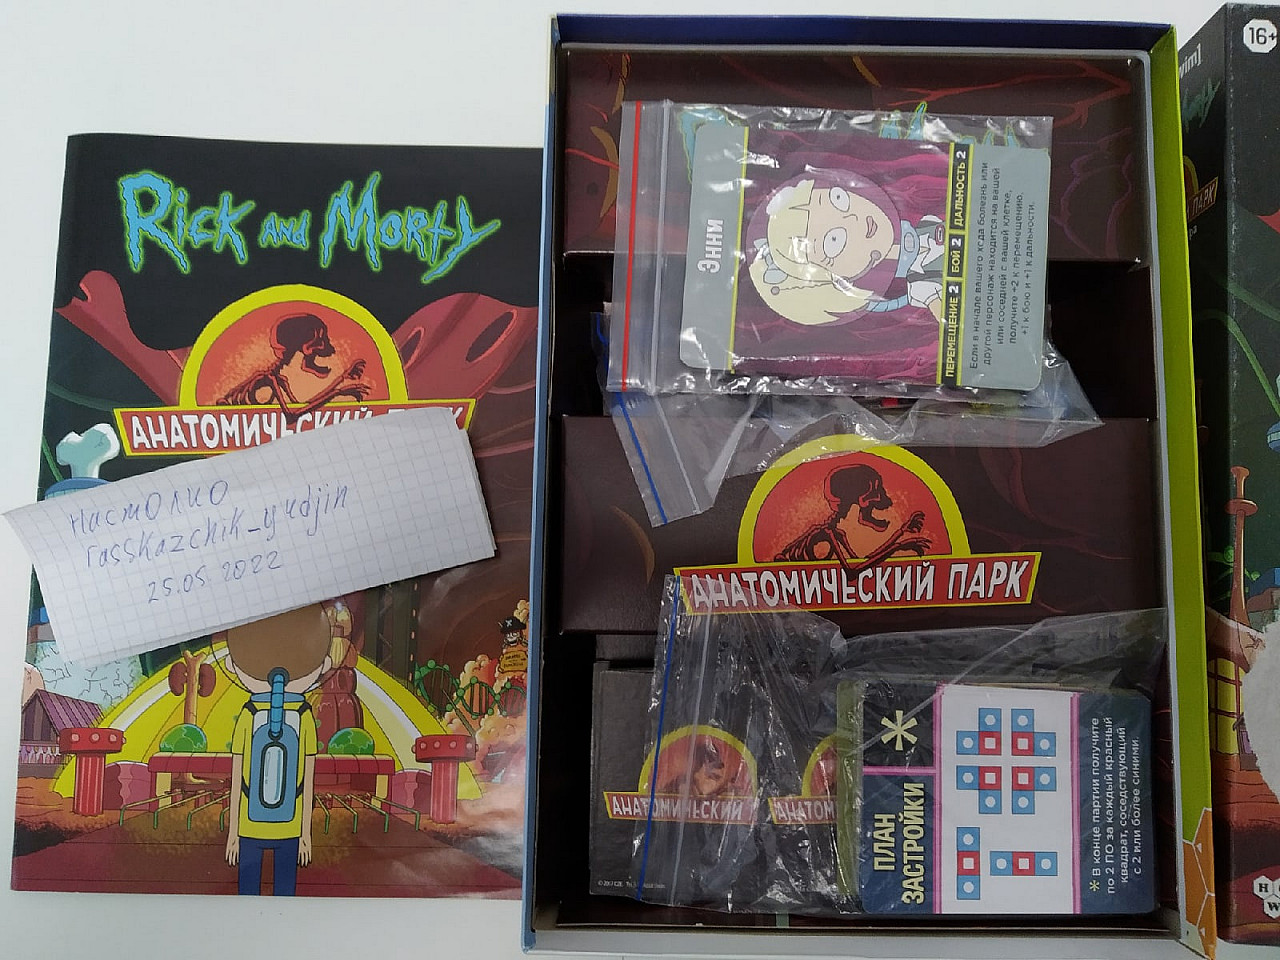 Rick and Morty
АНАТОМИЧЕСКИЙ ПАРК
настолио
rasskazchik_yudjin
25.05.2022
Энни
ПЕРЕМЕЩЕНИЕ 2 БОЙ 2 ДАЛЬНОСТЬ 2
Если в начале вашего хода болезнь или
другой персонаж находится на вашей
или соседней с вашей клетке,
получите +2 к перемещению,
+1 к бою и +1 к дальности.
АНАТОМИЧЕСКИЙ ПАРК
АНАТОМИЧЕСКИЙ
ПЛАН
ЗАСТРОЙКИ
* В конце партии получите
по 2 ПО за каждый красный
квадрат, соседствующий
с 2 или более синими.
16+
ПАРК